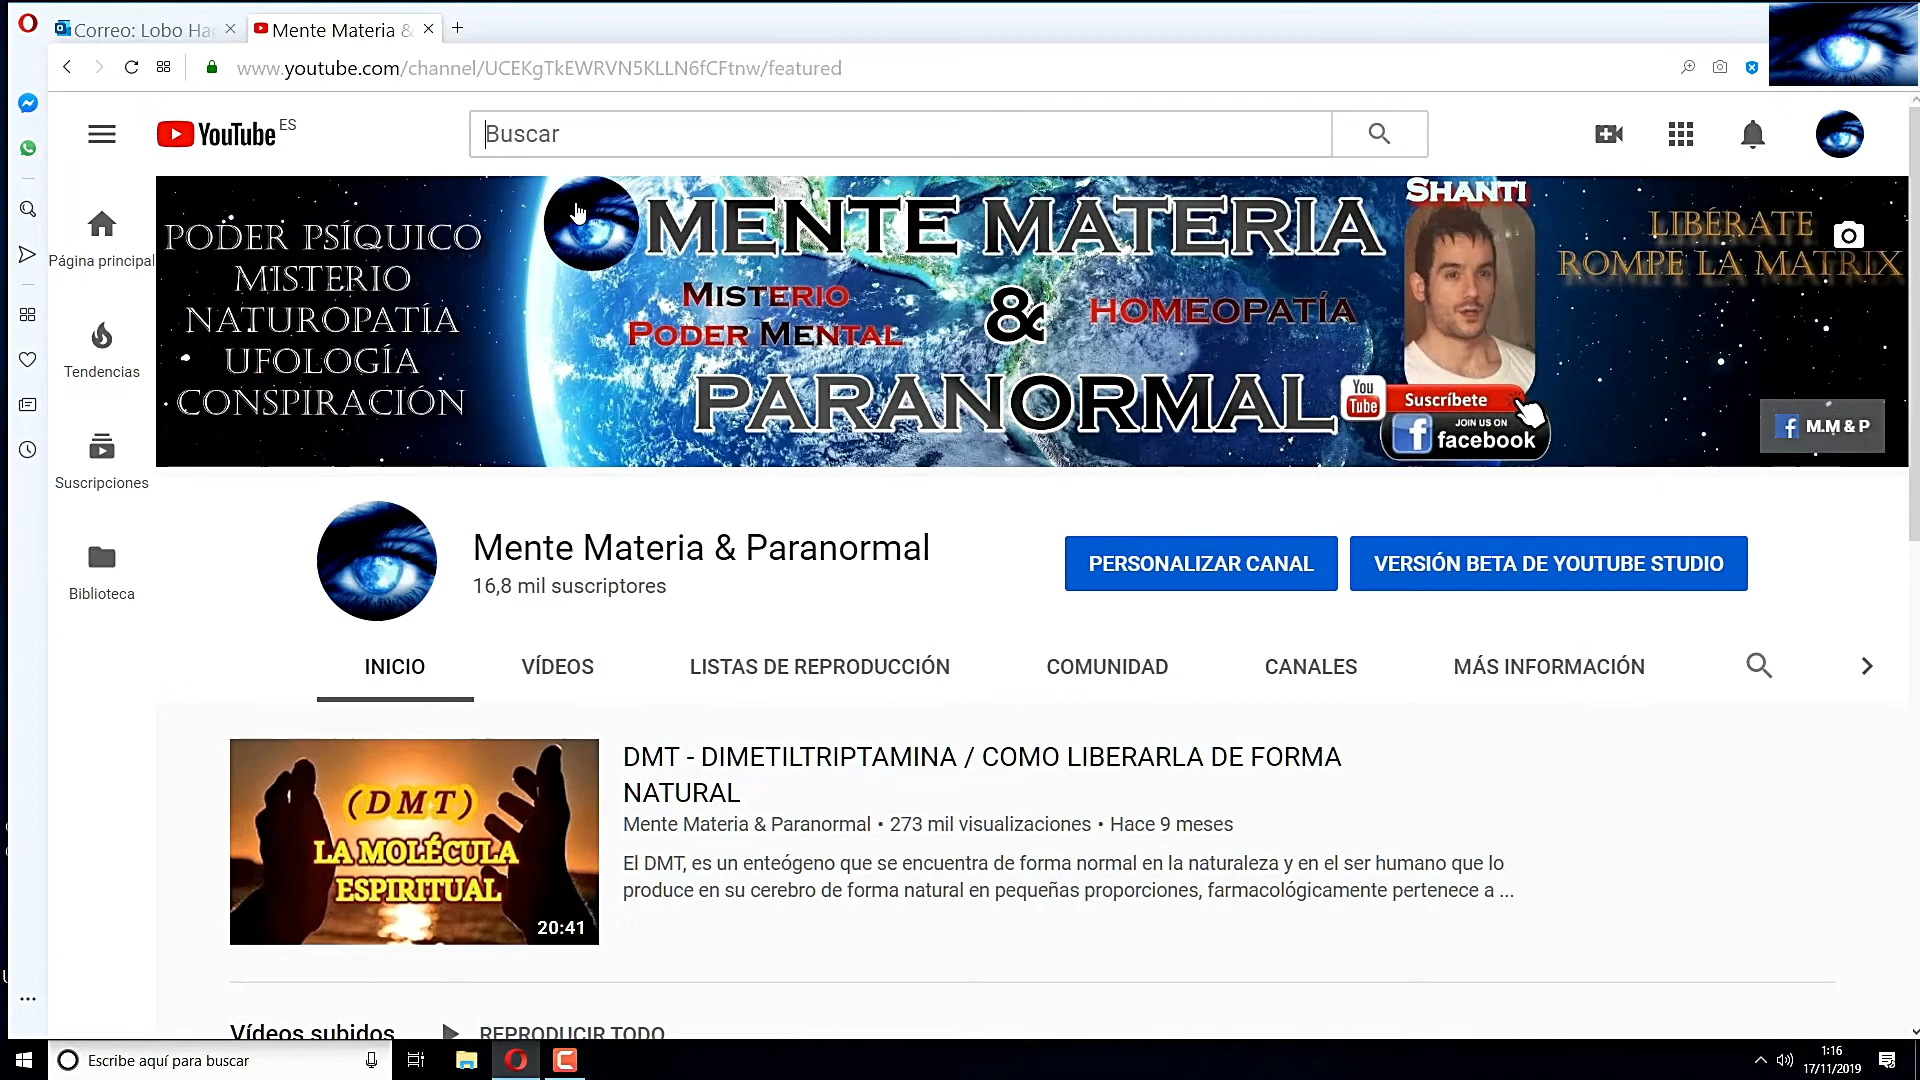 Correo: Lobo Ha
Mente Materia &
www.youtube.com/channel/UCEKgTkEWRVN5KLLN6fCFtnw/featured
YouTube ES
Buscar
PODER PSÍQUICO
MISTERIO
NATUROPATÍA
UFOLOGÍA
CONSPIRACIÓN
MENTE MATERIA
MISTERIO
PODER MENTAL
&
HOMEOPATÍA
PARANORMAL
SHANTI
You Tube
Suscríbete
JOIN US ON
facebook
LIBÉRATE
ROMPE LA MATRIX
M.M & P
Página principal
Tendencias
Suscripciones
Biblioteca
Mente Materia & Paranormal
16,8 mil suscriptores
PERSONALIZAR CANAL
VERSIÓN BETA DE YOUTUBE STUDIO
INICIO
VÍDEOS
LISTAS DE REPRODUCCIÓN
COMUNIDAD
CANALES
MÁS INFORMACIÓN
(DMT)
LA MOLÉCULA
ESPIRITUAL
20:41
DMT - DIMETILTRIPTAMINA / COMO LIBERARLA DE FORMA
NATURAL
Mente Materia & Paranormal • 273 mil visualizaciones • Hace 9 meses
El DMT, es un enteógeno que se encuentra de forma normal en la naturaleza y en el ser humano que lo
produce en su cerebro de forma natural en pequeñas proporciones, farmacológicamente pertenece a ...
Vídeos subidos
REPRODUCIR TODO
Escribe aquí para buscar
1:16
17/11/2019